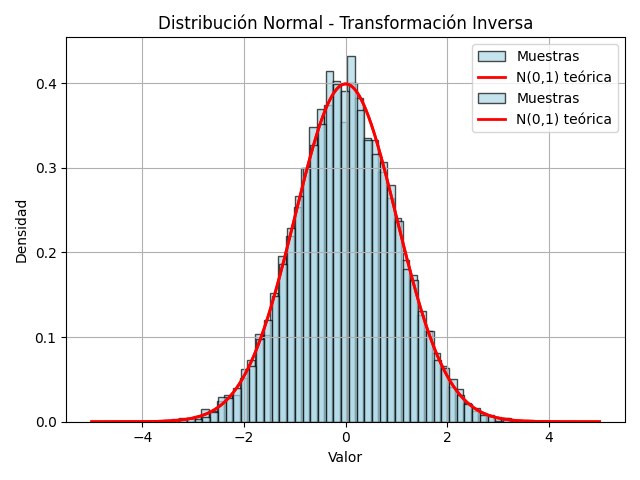 Distribución Normal - Transformación Inversa
Muestras
N(0,1) teórica
Muestras
N(0,1) teórica
Densidad
0.4
0.3
0.2
0.1
0.0
−4 −2 0 2 4
Valor